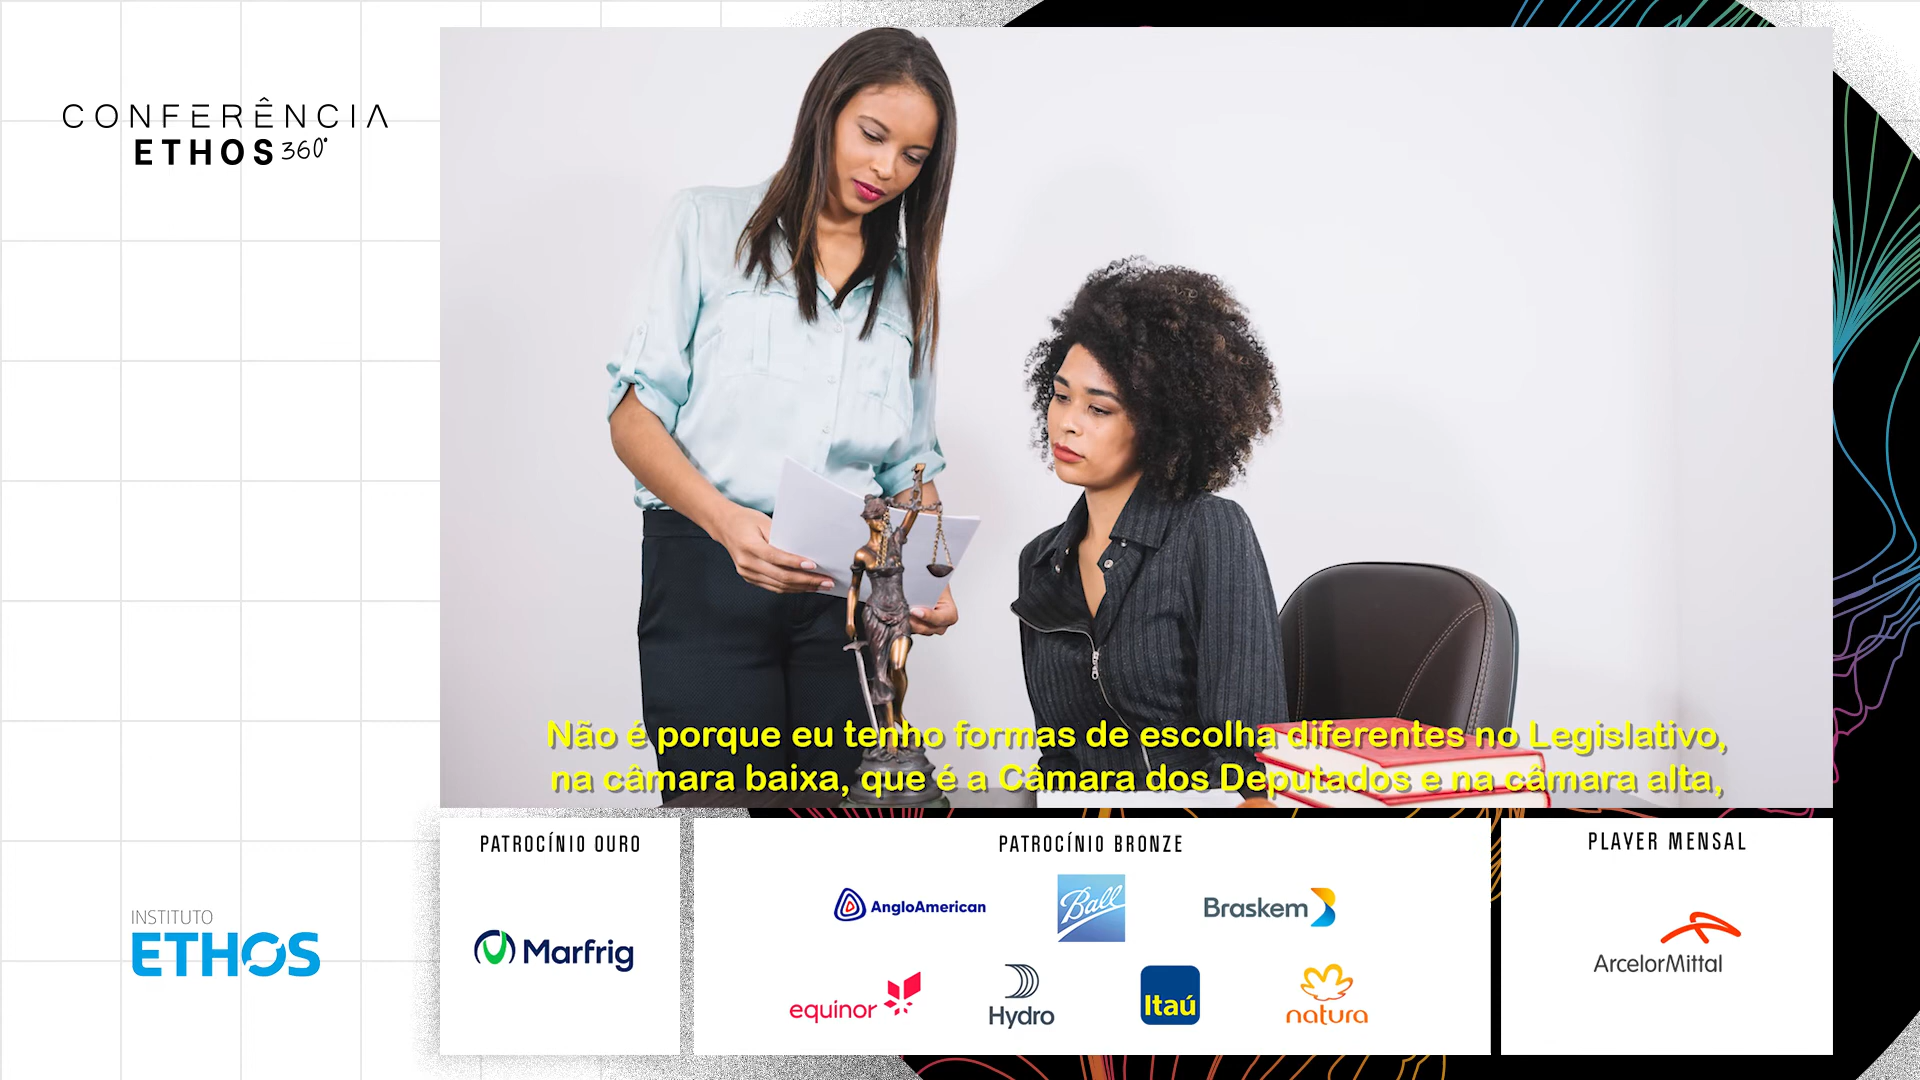 CONFERÊNCIA
ETHOS 360°
Não é porque eu tenho formas de escolha diferentes no Legislativo,
na câmara baixa, que é a Câmara dos Deputados e na câmara alta,
PATROCÍNIO OURO
PATROCÍNIO BRONZE
PLAYER MENSAL
AngloAmerican
Ball
Braskem
INSTITUTO
ETHOS
Marfrig
ArcelorMittal
equinor
Hydro
Itaú
natura